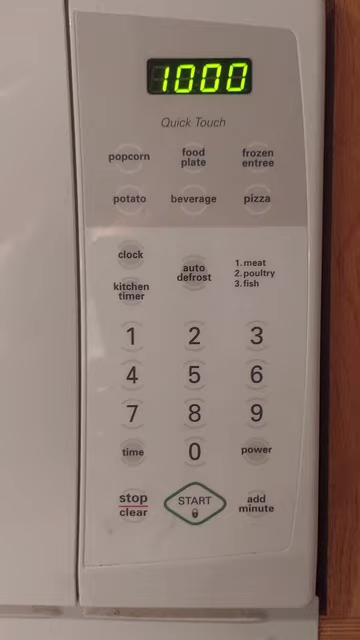 1000
Quick Touch
popcorn food plate frozen entree
potato beverage pizza
clock
kitchen timer
auto defrost
1. meat
2. poultry
3. fish
1 2 3
4 5 6
7 8 9
time 0 power
stop clear START add minute